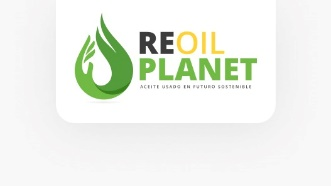 REOIL
PLANET
ACEITE USADO EN FUTURO SOSTENIBLE